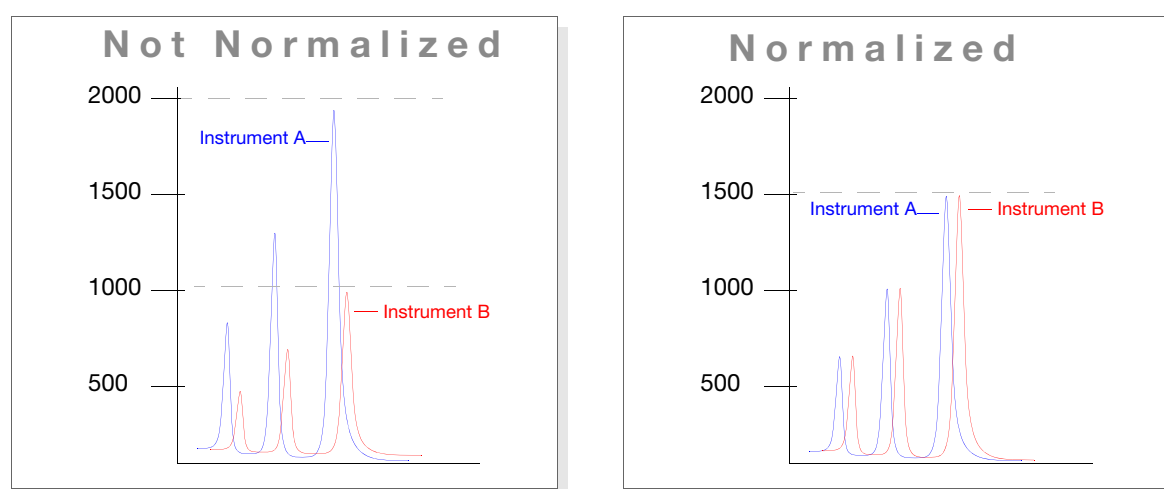 Not Normalized
2000
Instrument A
1500
1000
Instrument B
500
Normalized
2000
1500
Instrument A
Instrument B
1000
500